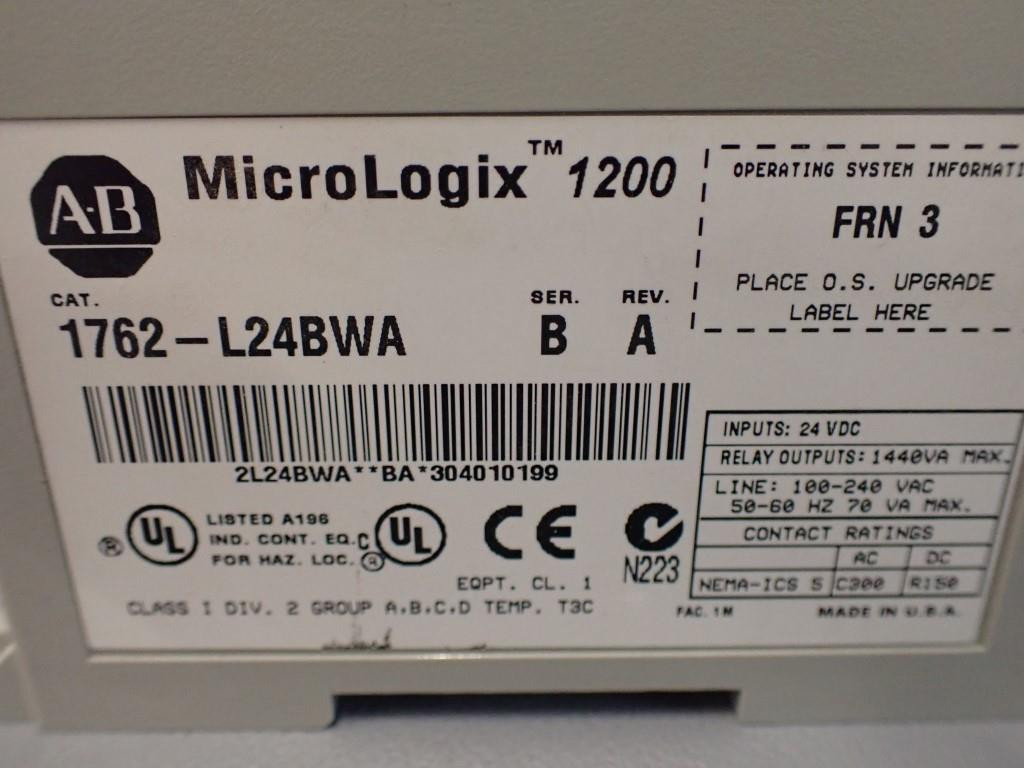 A-B
MicroLogix™ 1200
CAT.
1762-L24BWA
SER.
B
REV.
A
OPERATING SYSTEM
FRN 3
PLACE O.S. UPGRADE
LABEL HERE
2L24BWA**BA*304010199
INPUTS: 24 VDC
RELAY OUTPUTS: 1440VA MAX.
LINE: 100-240 VAC
50-60 HZ 70 VA MAX.
CONTACT RATINGS
AC DC
NEMA-ICS 5 C300 R150
UL ®
LISTED A196
IND. CONT. EQ.
FOR HAZ. LOC.
C UL ®
CE
N223
EQPT. CL. 1
CLASS I DIV. 2 GROUP A,B,C,D TEMP. T3C
FAC. 1M
MADE IN U.S.A.